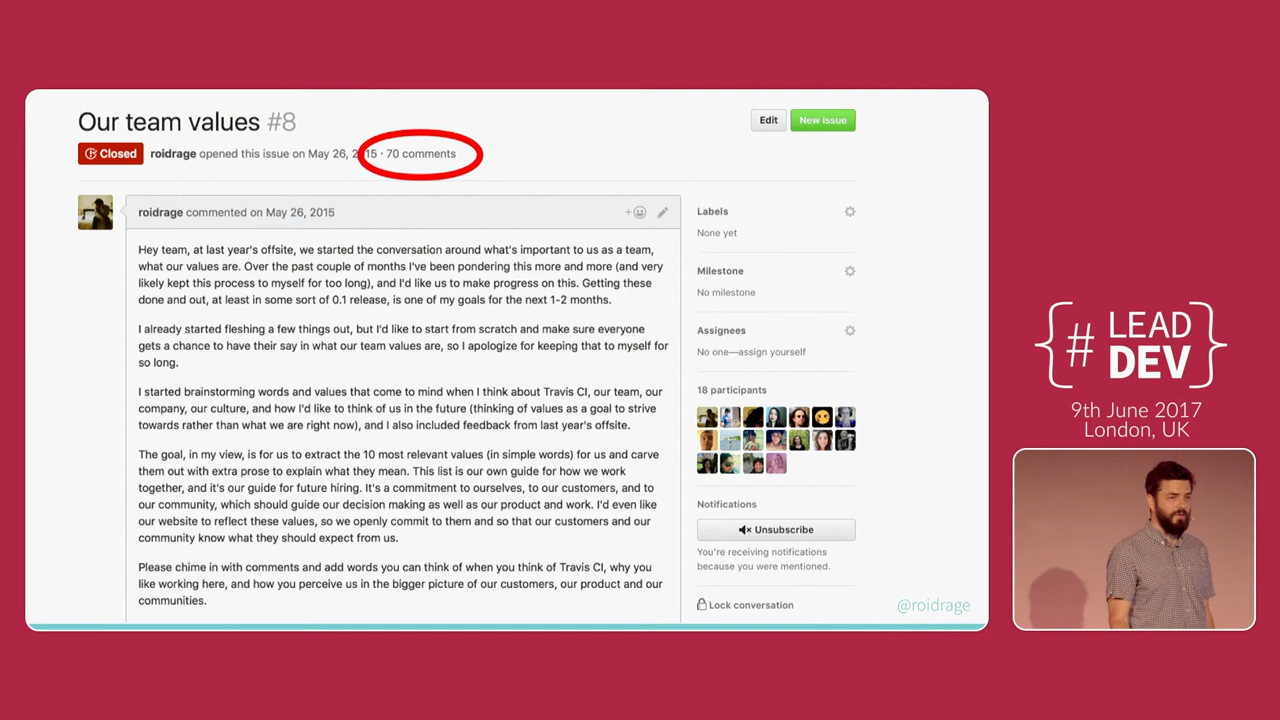 Our team values #8
Edit
New issue
Closed
roidrage opened this issue on May 26, 2015 · 70 comments
roidrage commented on May 26, 2015
Hey team, at last year's offsite, we started the conversation around what's important to us as a team,
what our values are. Over the past couple of months I've been pondering this more and more (and very
likely kept this process to myself for too long), and I'd like us to make progress on this. Getting these
done and out, at least in some sort of 0.1 release, is one of my goals for the next 1-2 months.
I already started fleshing a few things out, but I'd like to start from scratch and make sure everyone
gets a chance to have their say in what our team values are, so I apologize for keeping that to myself for
so long.
I started brainstorming words and values that come to mind when I think about Travis CI, our team, our
company, our culture, and how I'd like to think of us in the future (thinking of values as a goal to strive
towards rather than what we are right now), and I also included feedback from last year's offsite.
The goal, in my view, is for us to extract the 10 most relevant values (in simple words) for us and carve
them out with extra prose to explain what they mean. This list is our own guide for how we work
together, and it's our guide for future hiring. It's a commitment to ourselves, to our customers, and to
our community, which should guide our decision making as well as our product and work. I'd even like
our website to reflect these values, so we openly commit to them and so that our customers and our
community know what they should expect from us.
Please chime in with comments and add words you can think of when you think of Travis CI, why you
like working here, and how you perceive us in the bigger picture of our customers, our product and our
communities.
Labels
None yet
Milestone
No milestone
Assignees
No one—assign yourself
18 participants
Notifications
Unsubscribe
You're receiving notifications
because you were mentioned.
Lock conversation
@roidrage
{# LEAD
DEV}
9th June 2017
London, UK